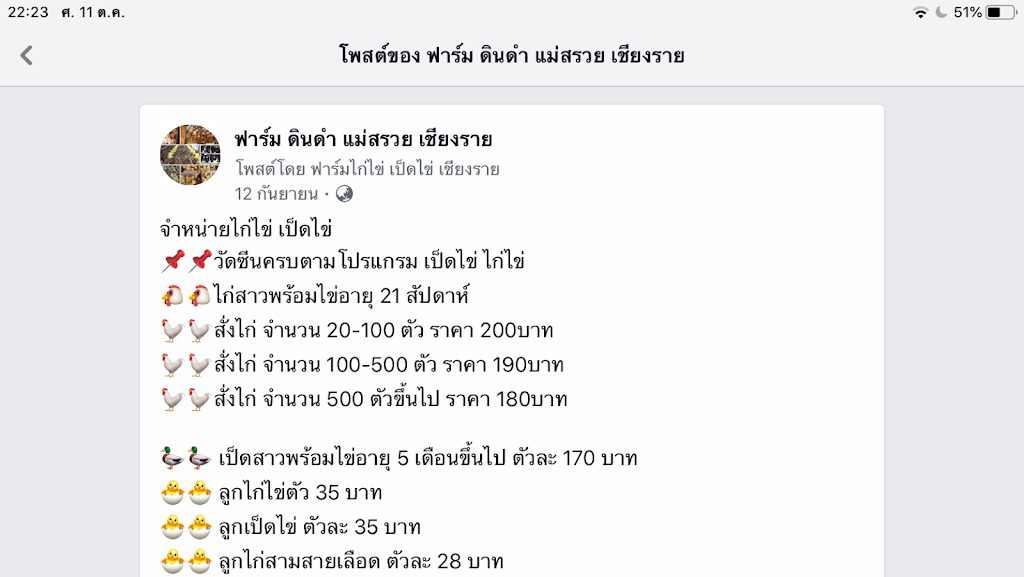 22:23 ศ. 11 ต.ค. 51%
โพสต์ของ ฟาร์ม ดินดำ แม่สรวย เชียงราย
ฟาร์ม ดินดำ แม่สรวย เชียงราย
โพสต์โดย ฟาร์มไก่ไข่ เป็ดไข่ เชียงราย
12 กันยายน ·
จำหน่ายไก่ไข่ เป็ดไข่
📌📌วัดซีนครบตามโปรแกรม เป็ดไข่ ไก่ไข่
🐔🐔ไก่สาวพร้อมไข่อายุ 21 สัปดาห์
🐓🐓สั่งไก่ จำนวน 20-100 ตัว ราคา 200บาท
🐓🐓สั่งไก่ จำนวน 100-500 ตัว ราคา 190บาท
🐓🐓สั่งไก่ จำนวน 500 ตัวขึ้นไป ราคา 180บาท
🦆🦆 เป็ดสาวพร้อมไข่อายุ 5 เดือนขึ้นไป ตัวละ 170 บาท
🐣🐣 ลูกไก่ไข่ตัว 35 บาท
🐣🐣 ลูกเป็ดไข่ ตัวละ 35 บาท
🐣🐣 ลูกไก่สามสายเลือด ตัวละ 28 บาท